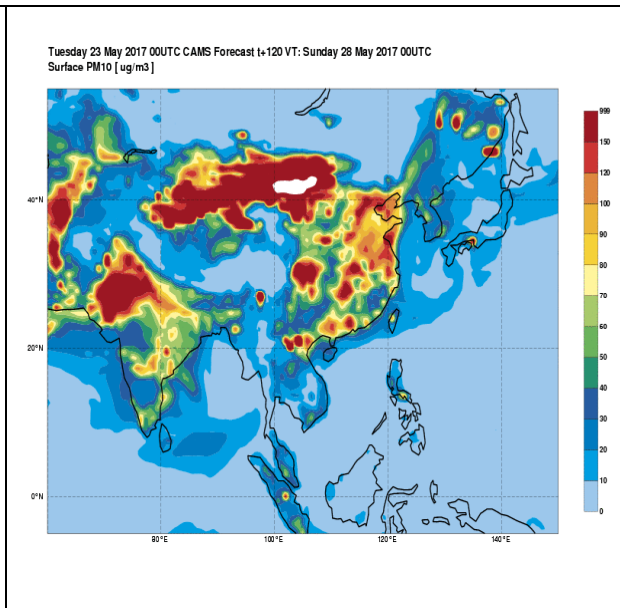 Tuesday 23 May 2017 00UTC CAMS Forecast t+120 VT: Sunday 28 May 2017 00UTC
Surface PM10 [ ug/m3 ]
999
150
120
100
90
80
70
60
50
40
30
20
10
0
40°N
20°N
0°N
80°E
100°E
120°E
140°E